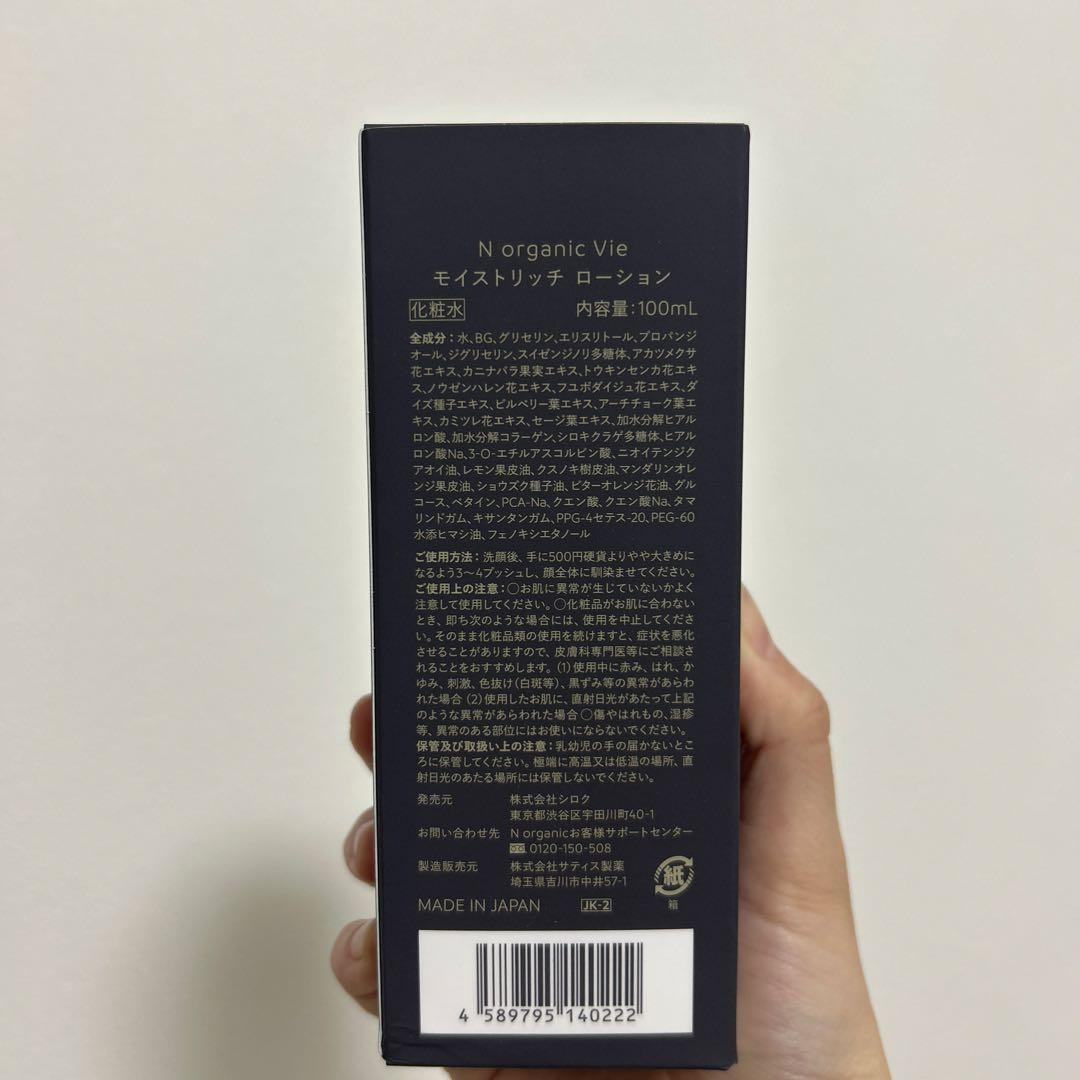 N organic Vie
モイストリッチ ローション
化粧水 内容量:100mL
全成分:水、BG、グリセリン、エリスリトール、プロパンジ
オール、ジグリセリン、スイゼンジノリ多糖体、アカツメクサ
花エキス、カニナバラ果実エキス、トウキンセンカ花エキ
ス、ノウゼンハレン花エキス、フユボダイジュ花エキス、ダ
イズ種子エキス、ビルベリー葉エキス、アーチチョーク葉エ
キス、カミツレ花エキス、セージ葉エキス、加水分解ヒアル
ロン酸、加水分解コラーゲン、シロキクラゲ多糖体、ヒアル
ロン酸Na、3-O-エチルアスコルビン酸、ニオイテンジク
アオイ油、レモン果皮油、クスノキ樹皮油、マンダリンオレ
ンジ果皮油、ショウズク種子油、ビターオレンジ花油、グル
コース、ベタイン、PCA-Na、クエン酸、クエン酸Na、タマ
リンドガム、キサンタンガム、PPG-4セテス-20、PEG-60
水添ヒマシ油、フェノキシエタノール
ご使用方法:洗顔後、手に500円硬貨よりやや大きめに
なるよう3〜4プッシュし、顔全体に馴染ませてください。
ご使用上の注意:○お肌に異常が生じていないかよく
注意して使用してください。○化粧品がお肌に合わない
とき、即ち次のような場合には、使用を中止してくださ
い。そのまま化粧品類の使用を続けますと、症状を悪化
させることがありますので、皮膚科専門医等にご相談さ
れることをおすすめします。(1)使用中に赤み、はれ、か
ゆみ、刺激、色抜け(白斑等)、黒ずみ等の異常があらわ
れた場合(2)使用したお肌に、直射日光があたって上記
のような異常があらわれた場合○傷やはれもの、湿疹
等、異常のある部位にはお使いにならないでください。
保管及び取扱い上の注意:乳幼児の手の届かないとこ
ろに保管してください。極端に高温又は低温の場所、直
射日光のあたる場所には保管しないでください。
発売元 株式会社シロク
東京都渋谷区宇田川町40-1
お問い合わせ先 N organicお客様サポートセンター
0120-150-508
製造販売元 株式会社サティス製薬
埼玉県吉川市中井57-1
紙
箱
MADE IN JAPAN JK-2
4 589795 140222